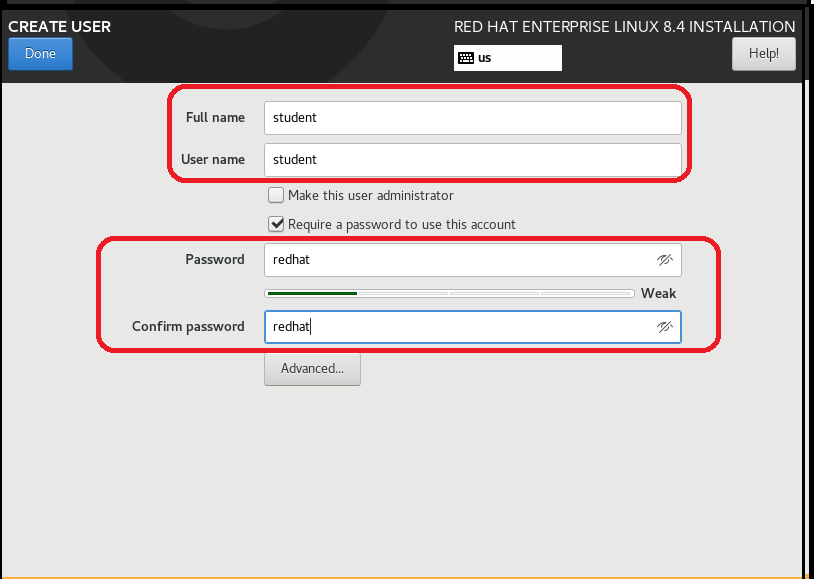 CREATE USER
RED HAT ENTERPRISE LINUX 8.4 INSTALLATION
Done
us
Help!
Full name student
User name student
Make this user administrator
Require a password to use this account
Password redhat
Weak
Confirm password redhat
Advanced...